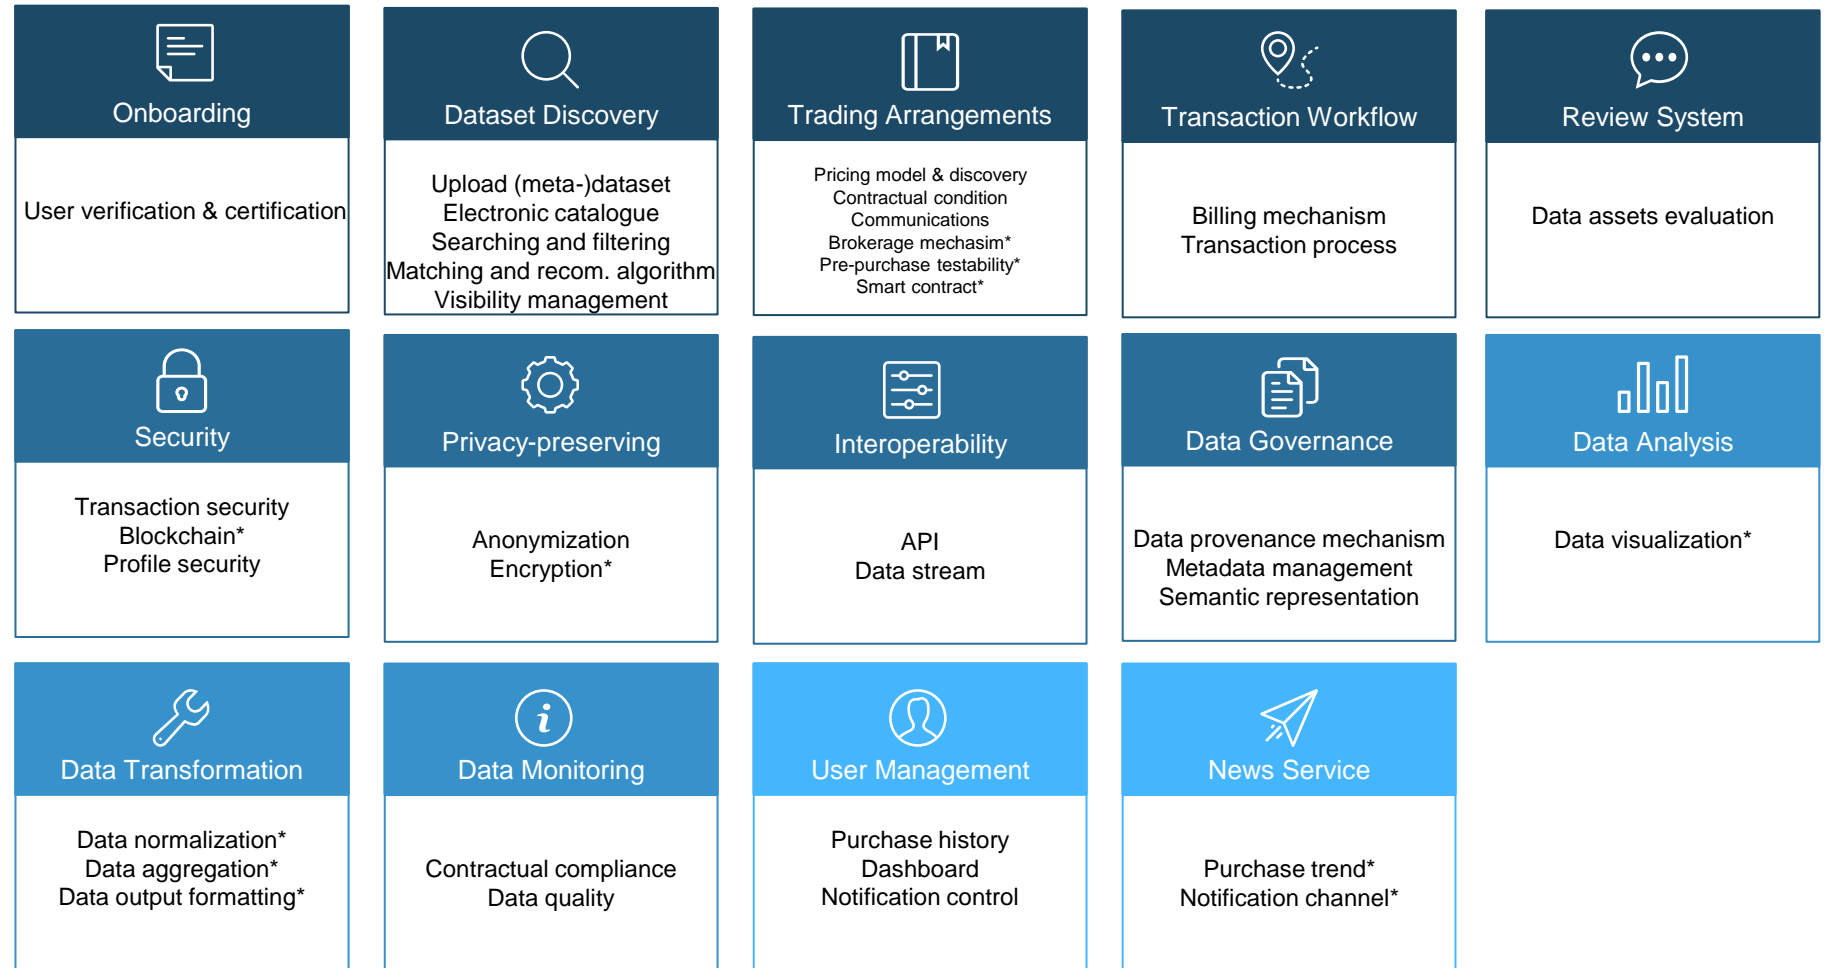 Onboarding
User verification & certification
Dataset Discovery
Upload (meta-)dataset
Electronic catalogue
Searching and filtering
Matching and recom. algorithm
Visibility management
Trading Arrangements
Pricing model & discovery
Contractual condition
Communications
Brokerage mechasim*
Pre-purchase testability*
Smart contract*
Transaction Workflow
Billing mechanism
Transaction process
Review System
Data assets evaluation
Security
Transaction security
Blockchain*
Profile security
Privacy-preserving
Anonymization
Encryption*
Interoperability
API
Data stream
Data Governance
Data provenance mechanism
Metadata management
Semantic representation
Data Analysis
Data visualization*
Data Transformation
Data normalization*
Data aggregation*
Data output formatting*
Data Monitoring
Contractual compliance
Data quality
User Management
Purchase history
Dashboard
Notification control
News Service
Purchase trend*
Notification channel*